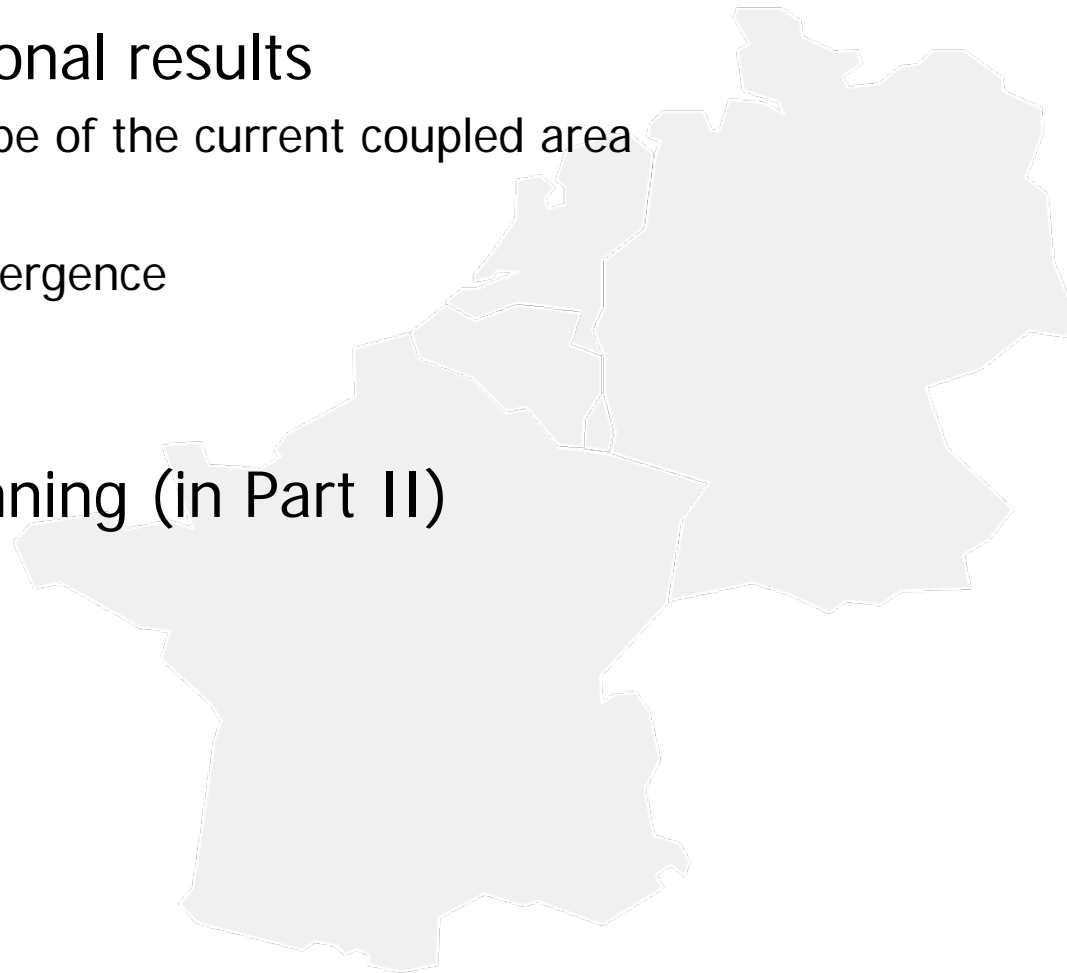 onal results
pe of the current coupled area
ergence
nning (in Part II)